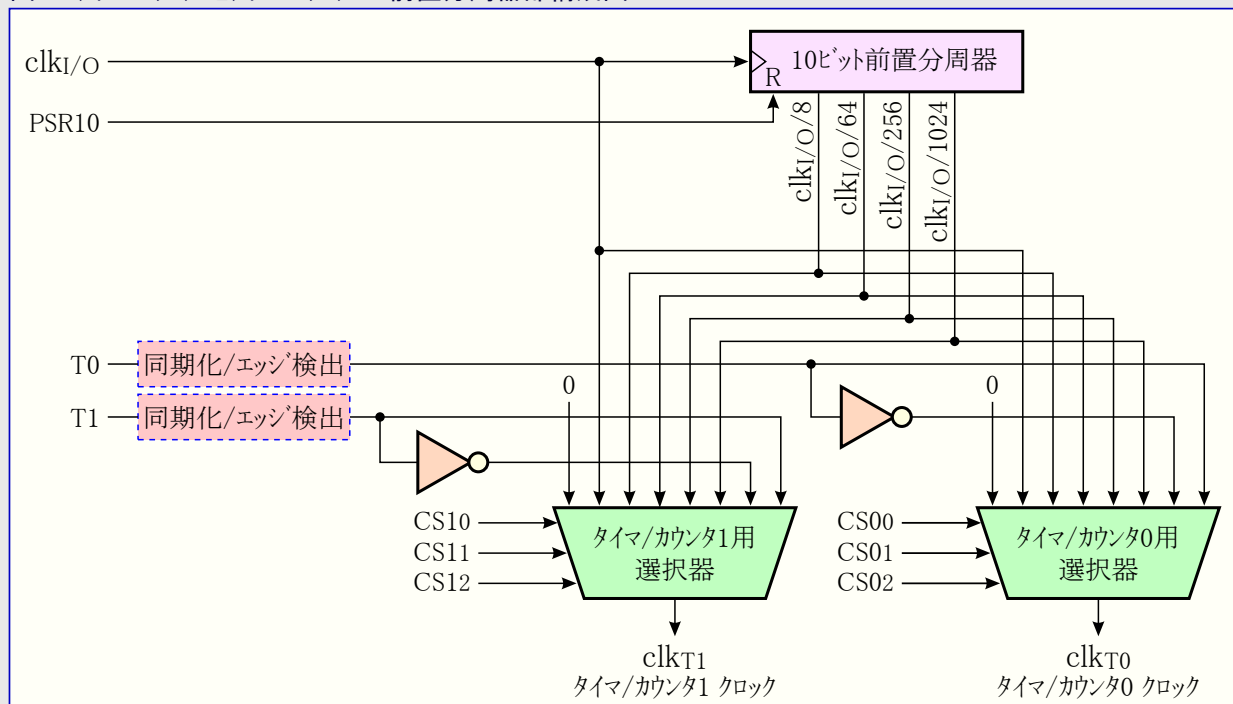 clkI/O
10ビット前置分周器
R
PSR10
clkI/O/8
clkI/O/64
clkI/O/256
clkI/O/1024
T0
同期化/エッジ検出
T1
同期化/エッジ検出
0
0
CS10
CS11
CS12
タイマ/カウンタ1用
選択器
CS00
CS01
CS02
タイマ/カウンタ0用
選択器
clkT1
タイマ/カウンタ1 クロック
clkT0
タイマ/カウンタ0 クロック